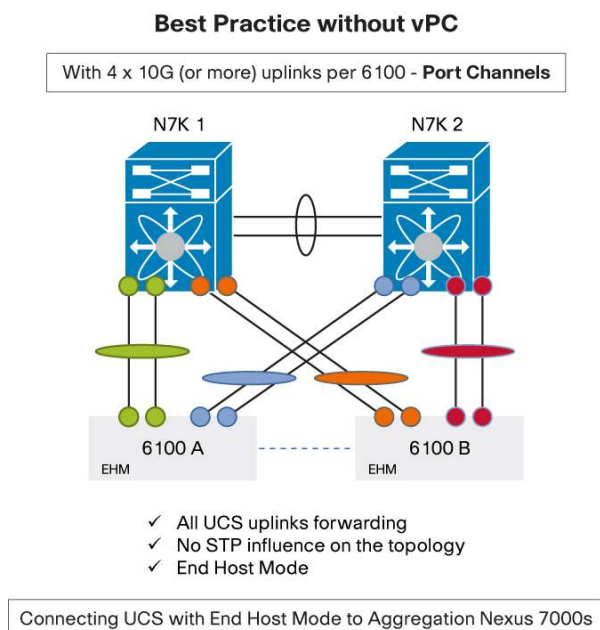 Best Practice without vPC
With 4 x 10G (or more) uplinks per 6100 - Port Channels
N7K 1
N7K 2
6100 A
EHM
6100 B
EHM
✓ All UCS uplinks forwarding
✓ No STP influence on the topology
✓ End Host Mode
Connecting UCS with End Host Mode to Aggregation Nexus 7000s